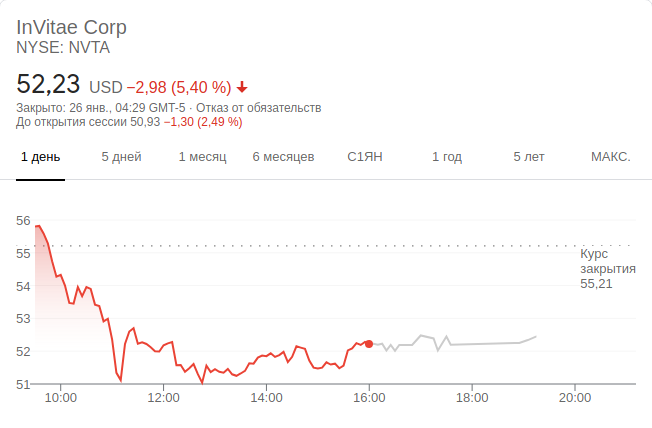 InVitae Corp
NYSE: NVTA
52,23 USD −2,98 (5,40 %)
Закрыто: 26 янв., 04:29 GMT-5 · Отказ от обязательств
До открытия сессии 50,93 −1,30 (2,49 %)
1 день 5 дней 1 месяц 6 месяцев С1ЯН 1 год 5 лет МАКС.
56
55
54
53
52
51
Курс
закрытия
55,21
10:00 12:00 14:00 16:00 18:00 20:00